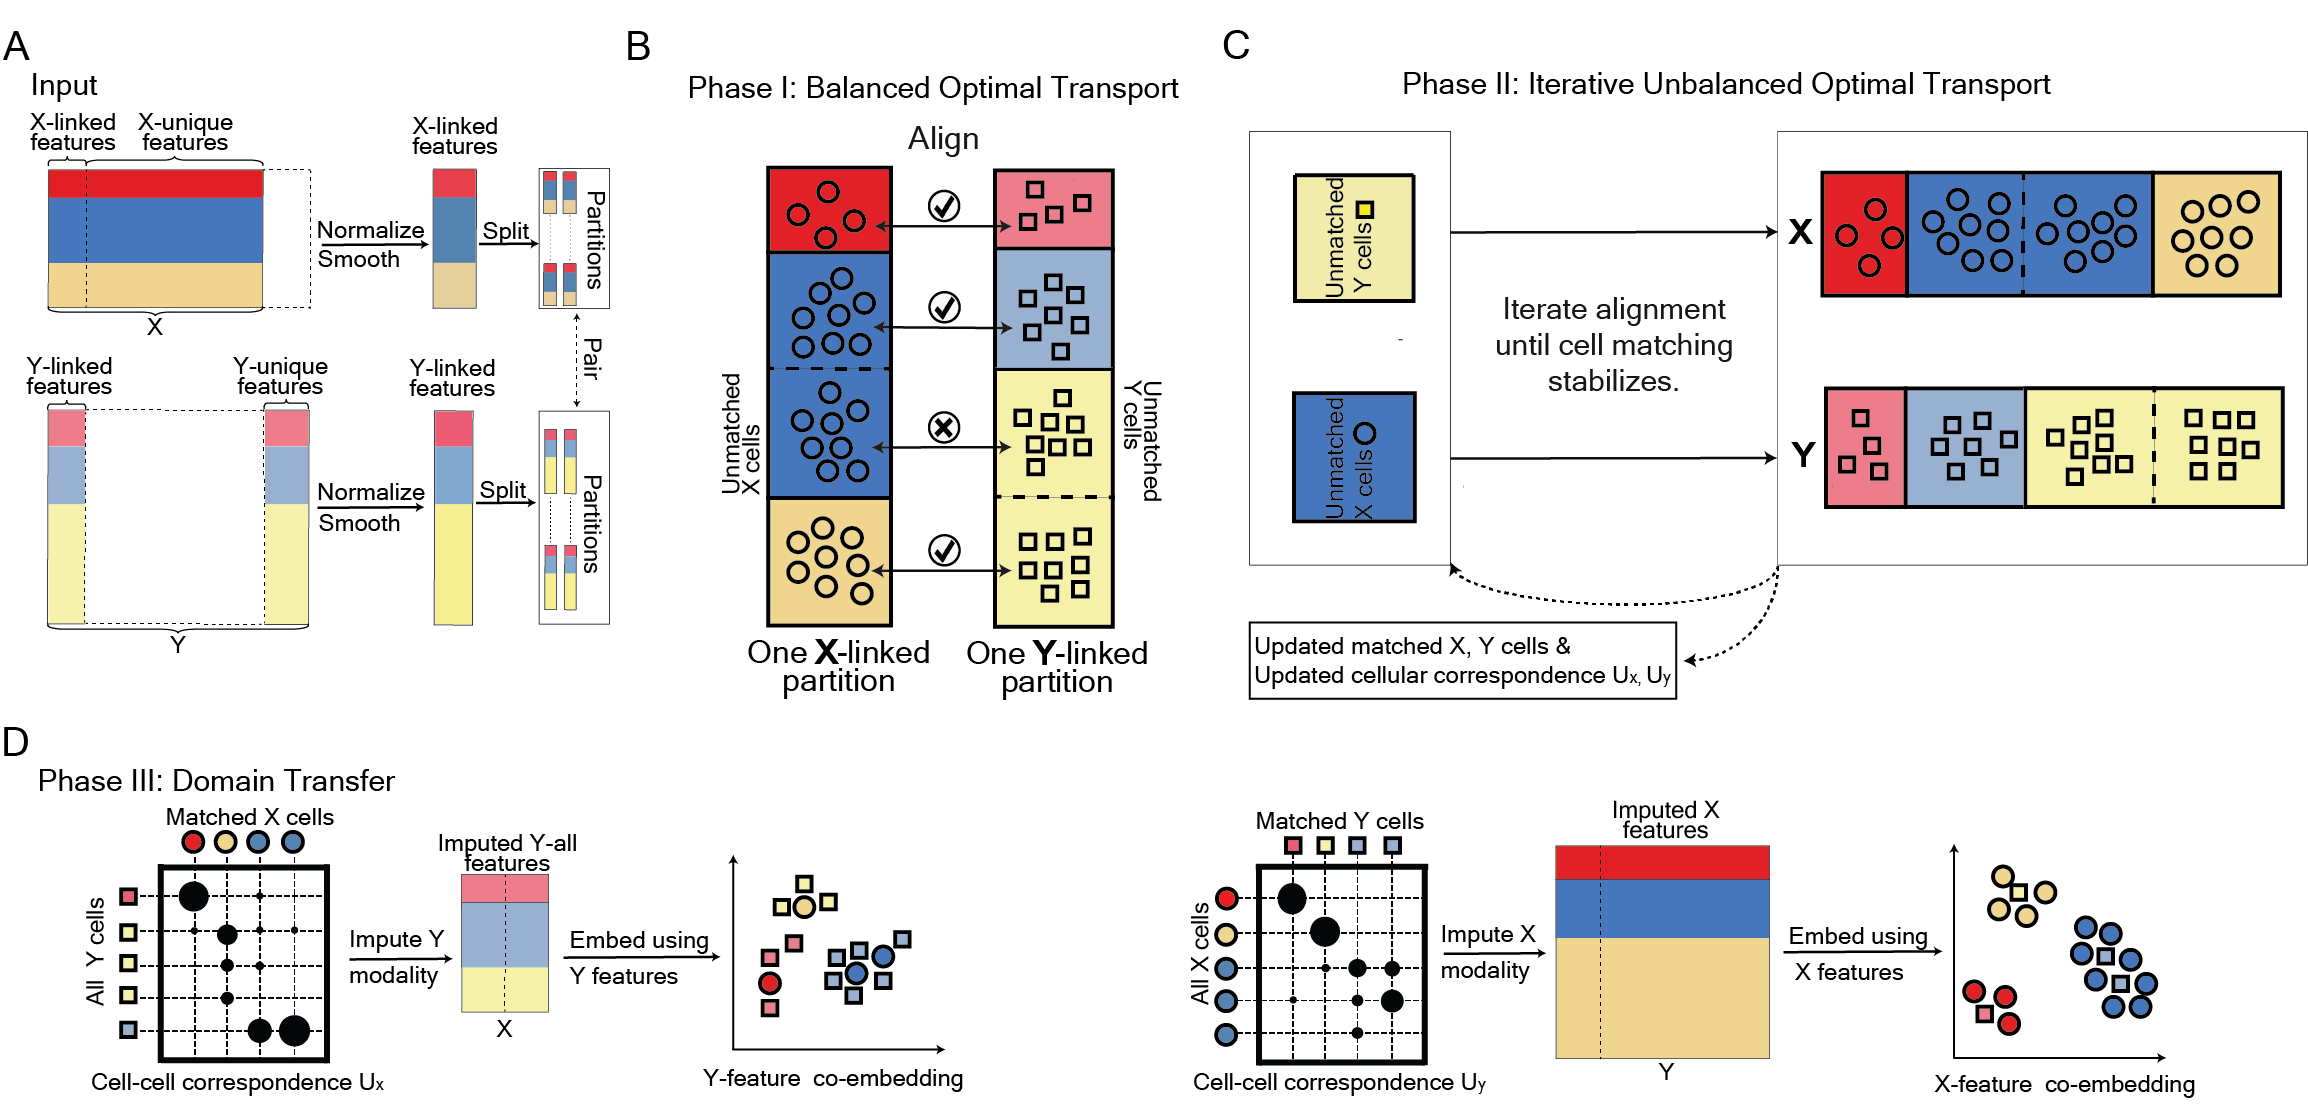 A
Input
X-linked
features
X-unique
features
X
Normalize
Smooth
X-linked
features
Split
Partitions
Pair
Y-linked
features
Y-unique
features
Y
Normalize
Smooth
Y-linked
features
Split
Partitions
B
Phase I: Balanced Optimal Transport
Align
Unmatched
X cells
Unmatched
Y cells
One X-linked
partition
One Y-linked
partition
C
Phase II: Iterative Unbalanced Optimal Transport
Unmatched
Y cells
Unmatched
X cells
Iterate alignment
until cell matching
stabilizes.
X
Y
Updated matched X, Y cells &
Updated cellular correspondence Ux, Uy
D
Phase III: Domain Transfer
Matched X cells
All Y cells
Cell-cell correspondence Ux
Impute Y
modality
Imputed Y-all
features
X
Embed using
Y features
Y-feature co-embedding
Matched Y cells
All X cells
Cell-cell correspondence Uy
Impute X
modality
Imputed X
features
Y
Embed using
X features
X-feature co-embedding